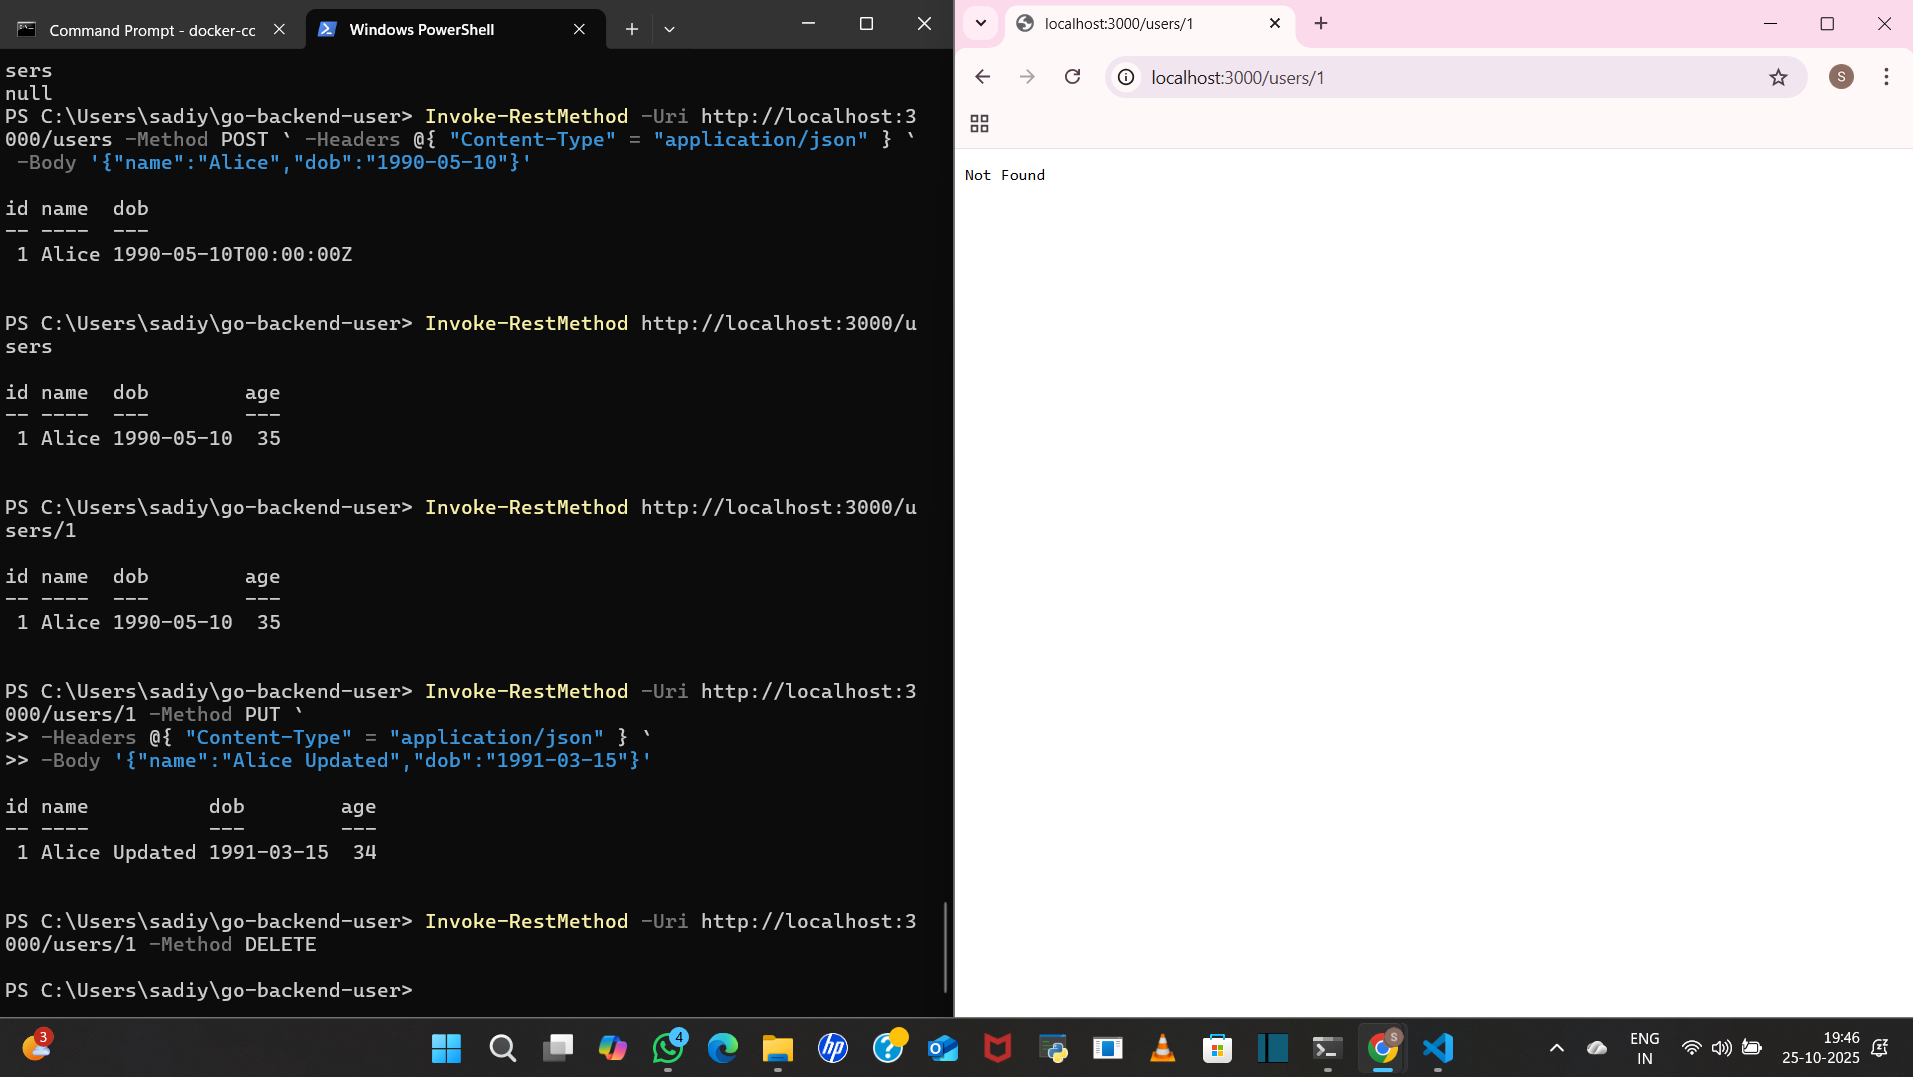 Command Prompt - docker-cc
Windows PowerShell
sers
null
PS C:\Users\sadiy\go-backend-user> Invoke-RestMethod -Uri http://localhost:3
000/users -Method POST ` -Headers @{ "Content-Type" = "application/json" } `
 -Body '{"name":"Alice","dob":"1990-05-10"}'
id name  dob
-- ----  ---
 1 Alice 1990-05-10T00:00:00Z
PS C:\Users\sadiy\go-backend-user> Invoke-RestMethod http://localhost:3000/u
sers
id name  dob        age
-- ----  ---        ---
 1 Alice 1990-05-10  35
PS C:\Users\sadiy\go-backend-user> Invoke-RestMethod http://localhost:3000/u
sers/1
id name  dob        age
-- ----  ---        ---
 1 Alice 1990-05-10  35
PS C:\Users\sadiy\go-backend-user> Invoke-RestMethod -Uri http://localhost:3
000/users/1 -Method PUT `
>> -Headers @{ "Content-Type" = "application/json" } `
>> -Body '{"name":"Alice Updated","dob":"1991-03-15"}'
id name          dob        age
-- ----          ---        ---
 1 Alice Updated 1991-03-15  34
PS C:\Users\sadiy\go-backend-user> Invoke-RestMethod -Uri http://localhost:3
000/users/1 -Method DELETE
PS C:\Users\sadiy\go-backend-user>
localhost:3000/users/1
localhost:3000/users/1
S
Not Found
3
4
hp
?
O
S
ENG
IN
19:46
25-10-2025